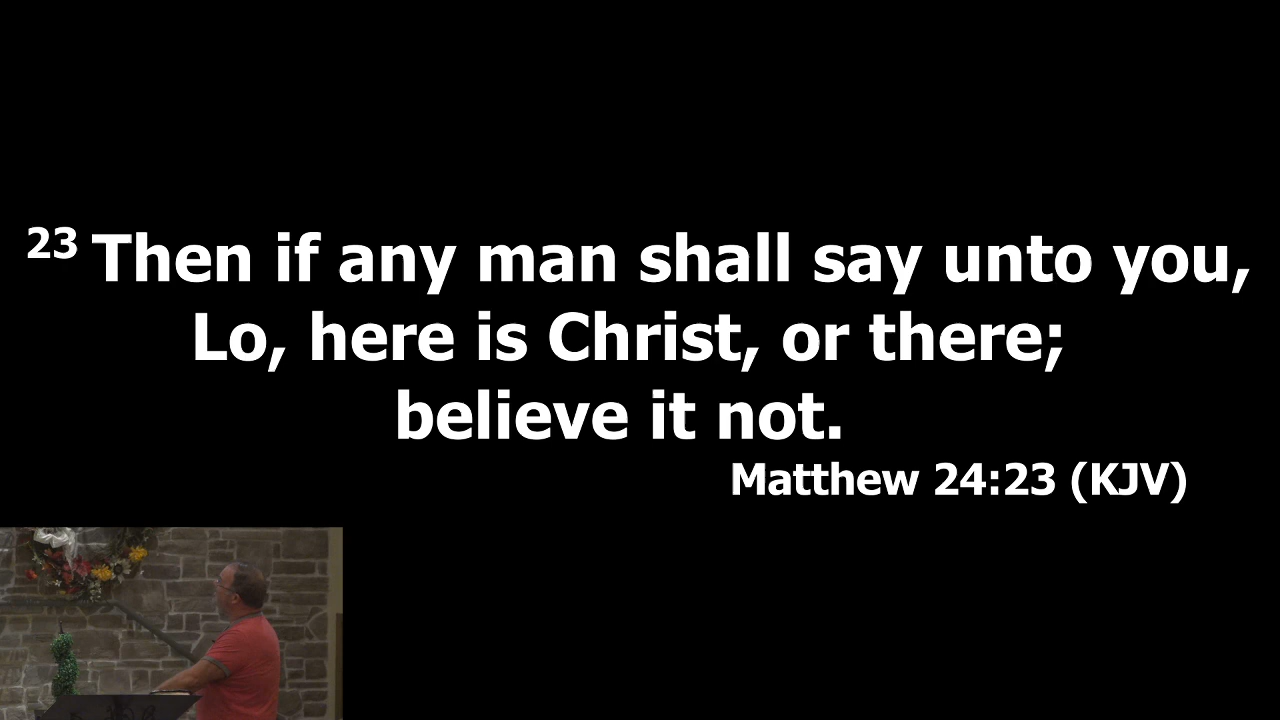 23 Then if any man shall say unto you,
Lo, here is Christ, or there;
believe it not.
Matthew 24:23 (KJV)